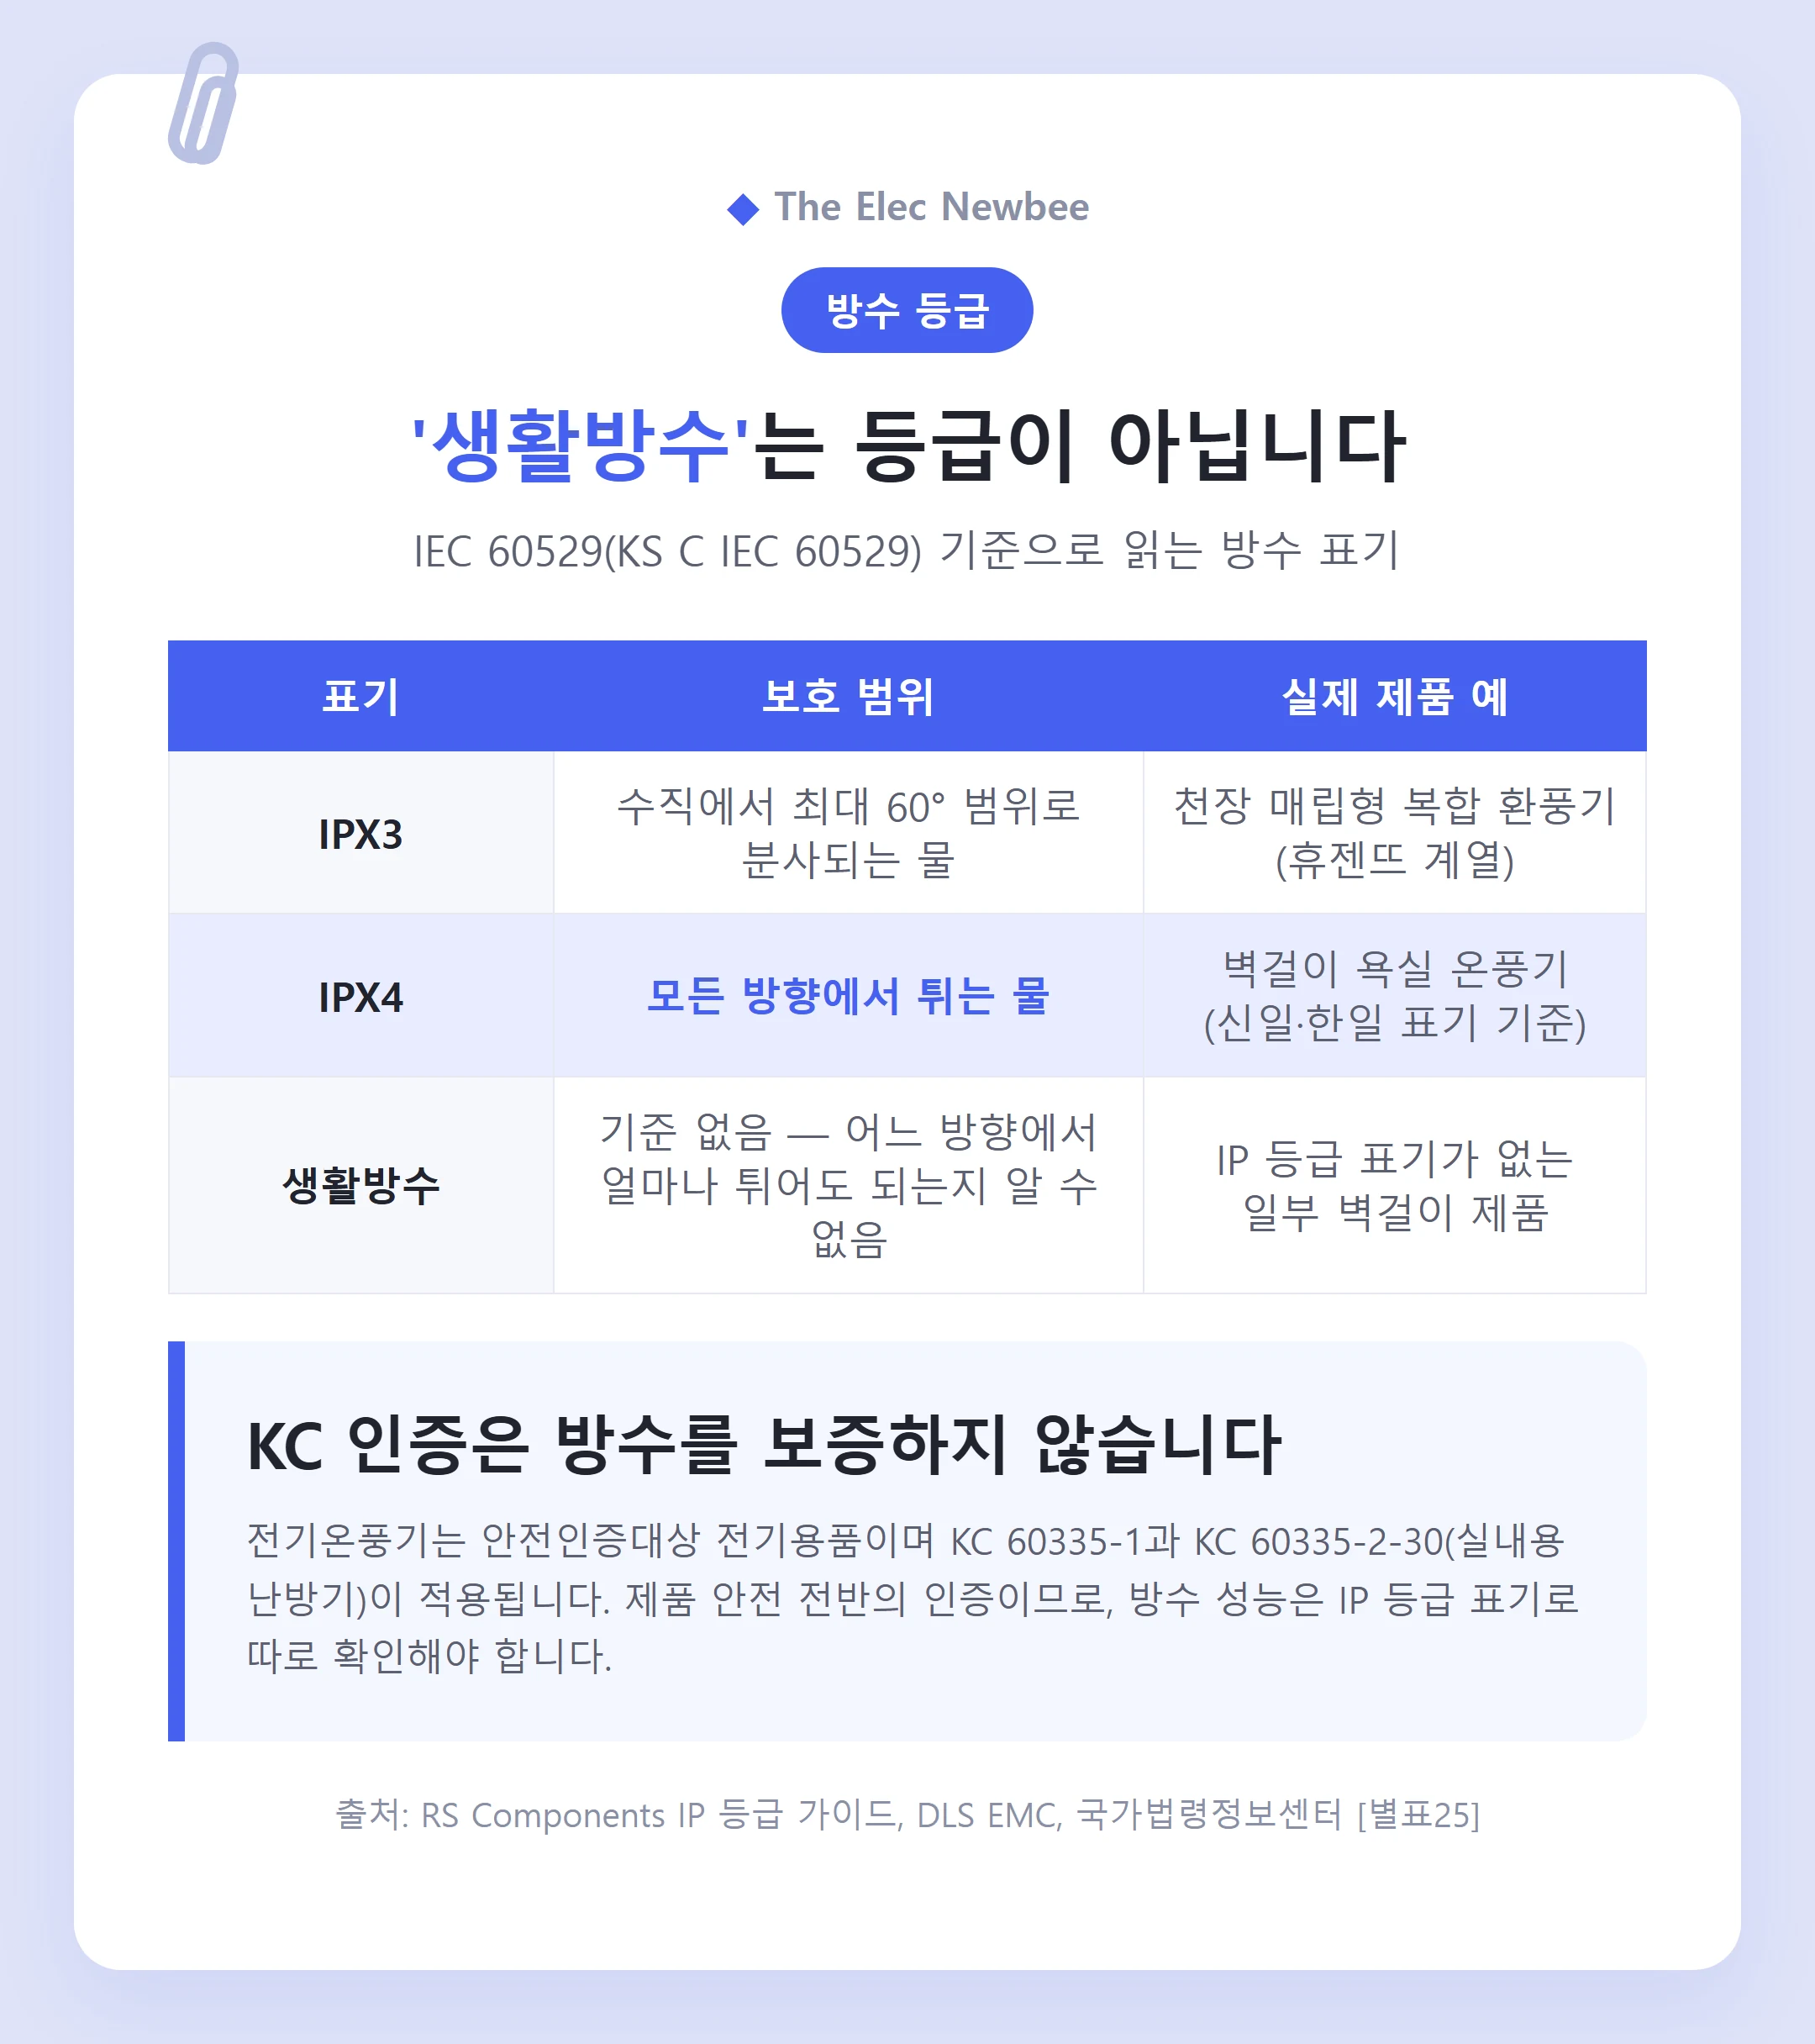 The Elec Newbee
방수 등급
'생활방수'는 등급이 아닙니다
IEC 60529(KS C IEC 60529) 기준으로 읽는 방수 표기
표기 보호 범위 실제 제품 예
IPX3
수직에서 최대 60° 범위로
분사되는 물
천장 매립형 복합 환풍기
(휴젠뜨 계열)
IPX4
모든 방향에서 튀는 물
벽걸이 욕실 온풍기
(신일·한일 표기 기준)
생활방수
기준 없음 — 어느 방향에서
얼마나 튀어도 되는지 알 수
없음
IP 등급 표기가 없는
일부 벽걸이 제품
KC 인증은 방수를 보증하지 않습니다
전기온풍기는 안전인증대상 전기용품이며 KC 60335-1과 KC 60335-2-30(실내용
난방기)이 적용됩니다. 제품 안전 전반의 인증이므로, 방수 성능은 IP 등급 표기로
따로 확인해야 합니다.
출처: RS Components IP 등급 가이드, DLS EMC, 국가법령정보센터 [별표25]